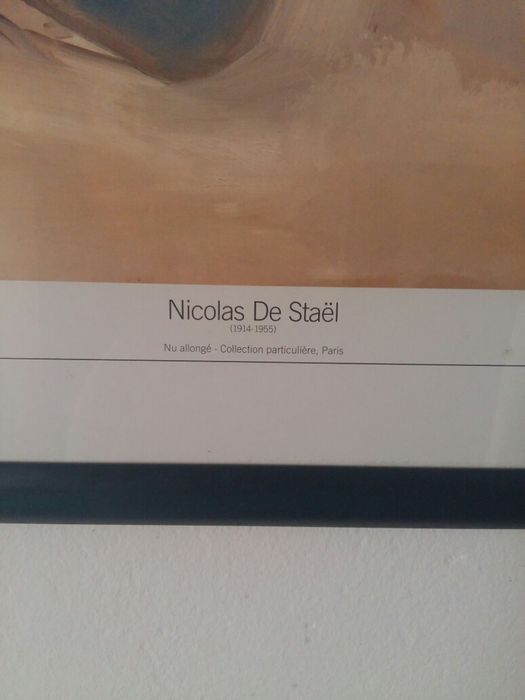 Nicolas De Staël
(1914-1955)
Nu allongé - Collection particulière, Paris